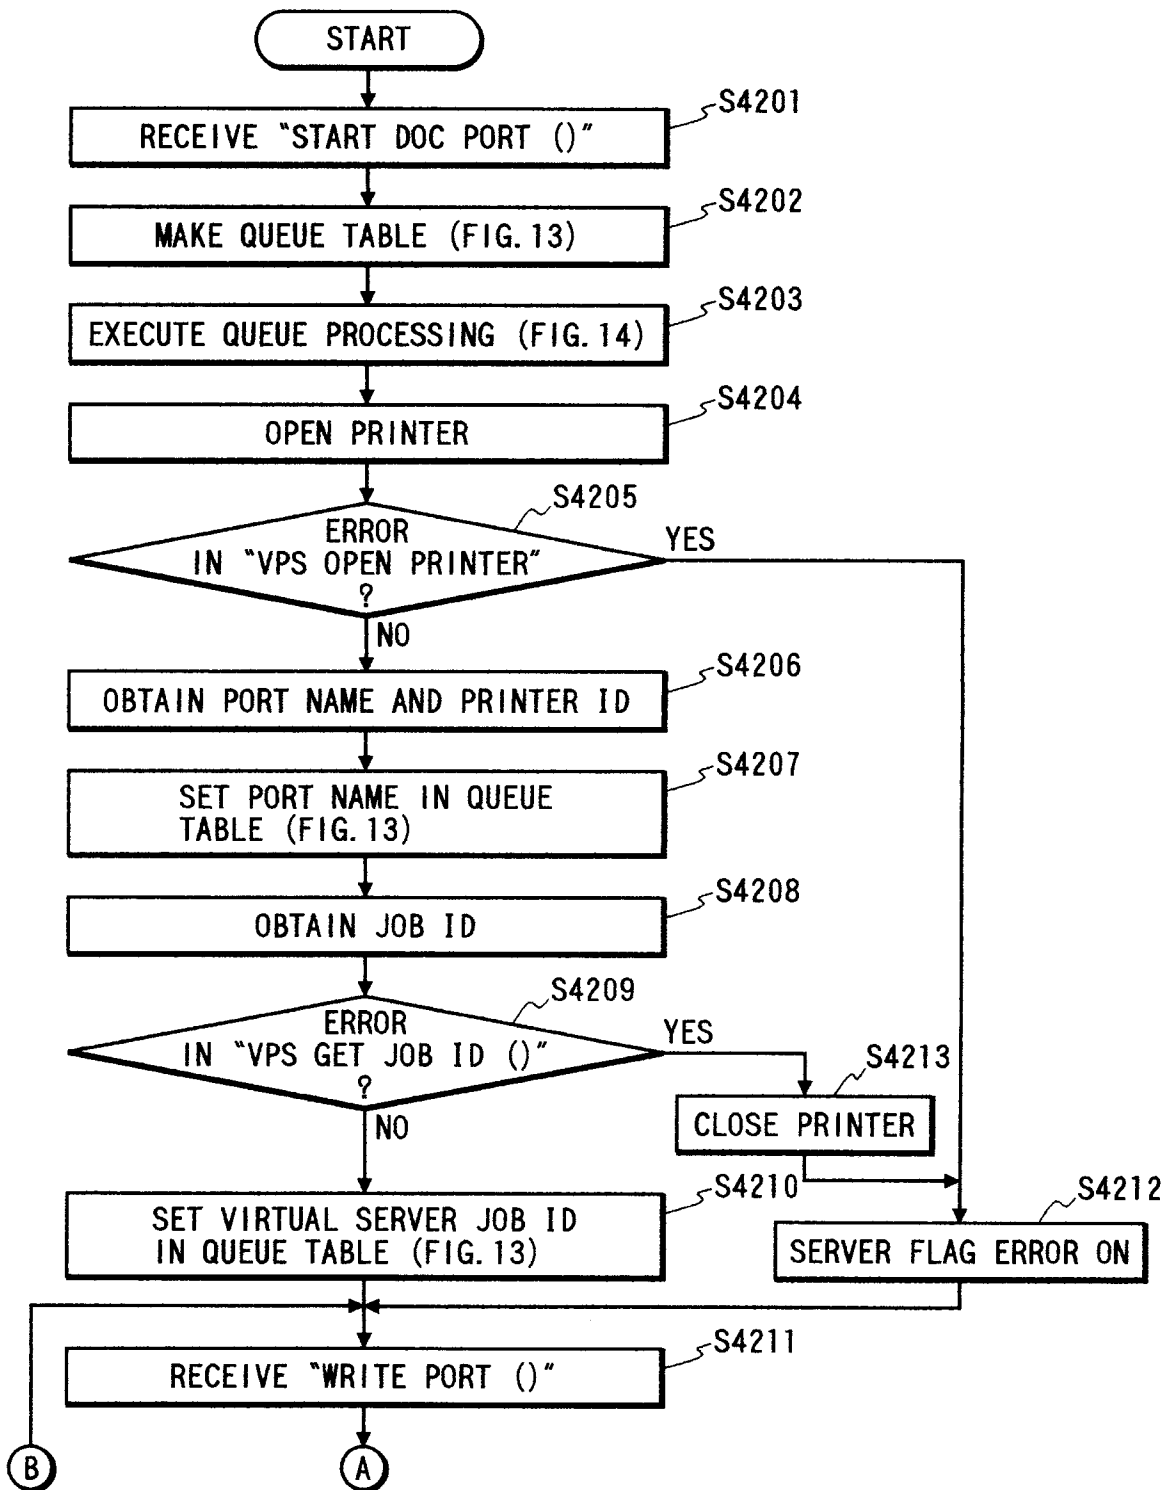 START
S4201
RECEIVE "START DOC PORT ()"
S4202
MAKE QUEUE TABLE (FIG. 13)
S4203
EXECUTE QUEUE PROCESSING (FIG. 14)
S4204
OPEN PRINTER
S4205
ERROR
IN "VPS OPEN PRINTER"
?
YES
NO
S4206
OBTAIN PORT NAME AND PRINTER ID
S4207
SET PORT NAME IN QUEUE
TABLE (FIG. 13)
S4208
OBTAIN JOB ID
S4209
ERROR
IN "VPS GET JOB ID ()"
?
YES
NO
S4213
CLOSE PRINTER
S4210
SET VIRTUAL SERVER JOB ID
IN QUEUE TABLE (FIG. 13)
S4212
SERVER FLAG ERROR ON
S4211
RECEIVE "WRITE PORT ()"
B
A